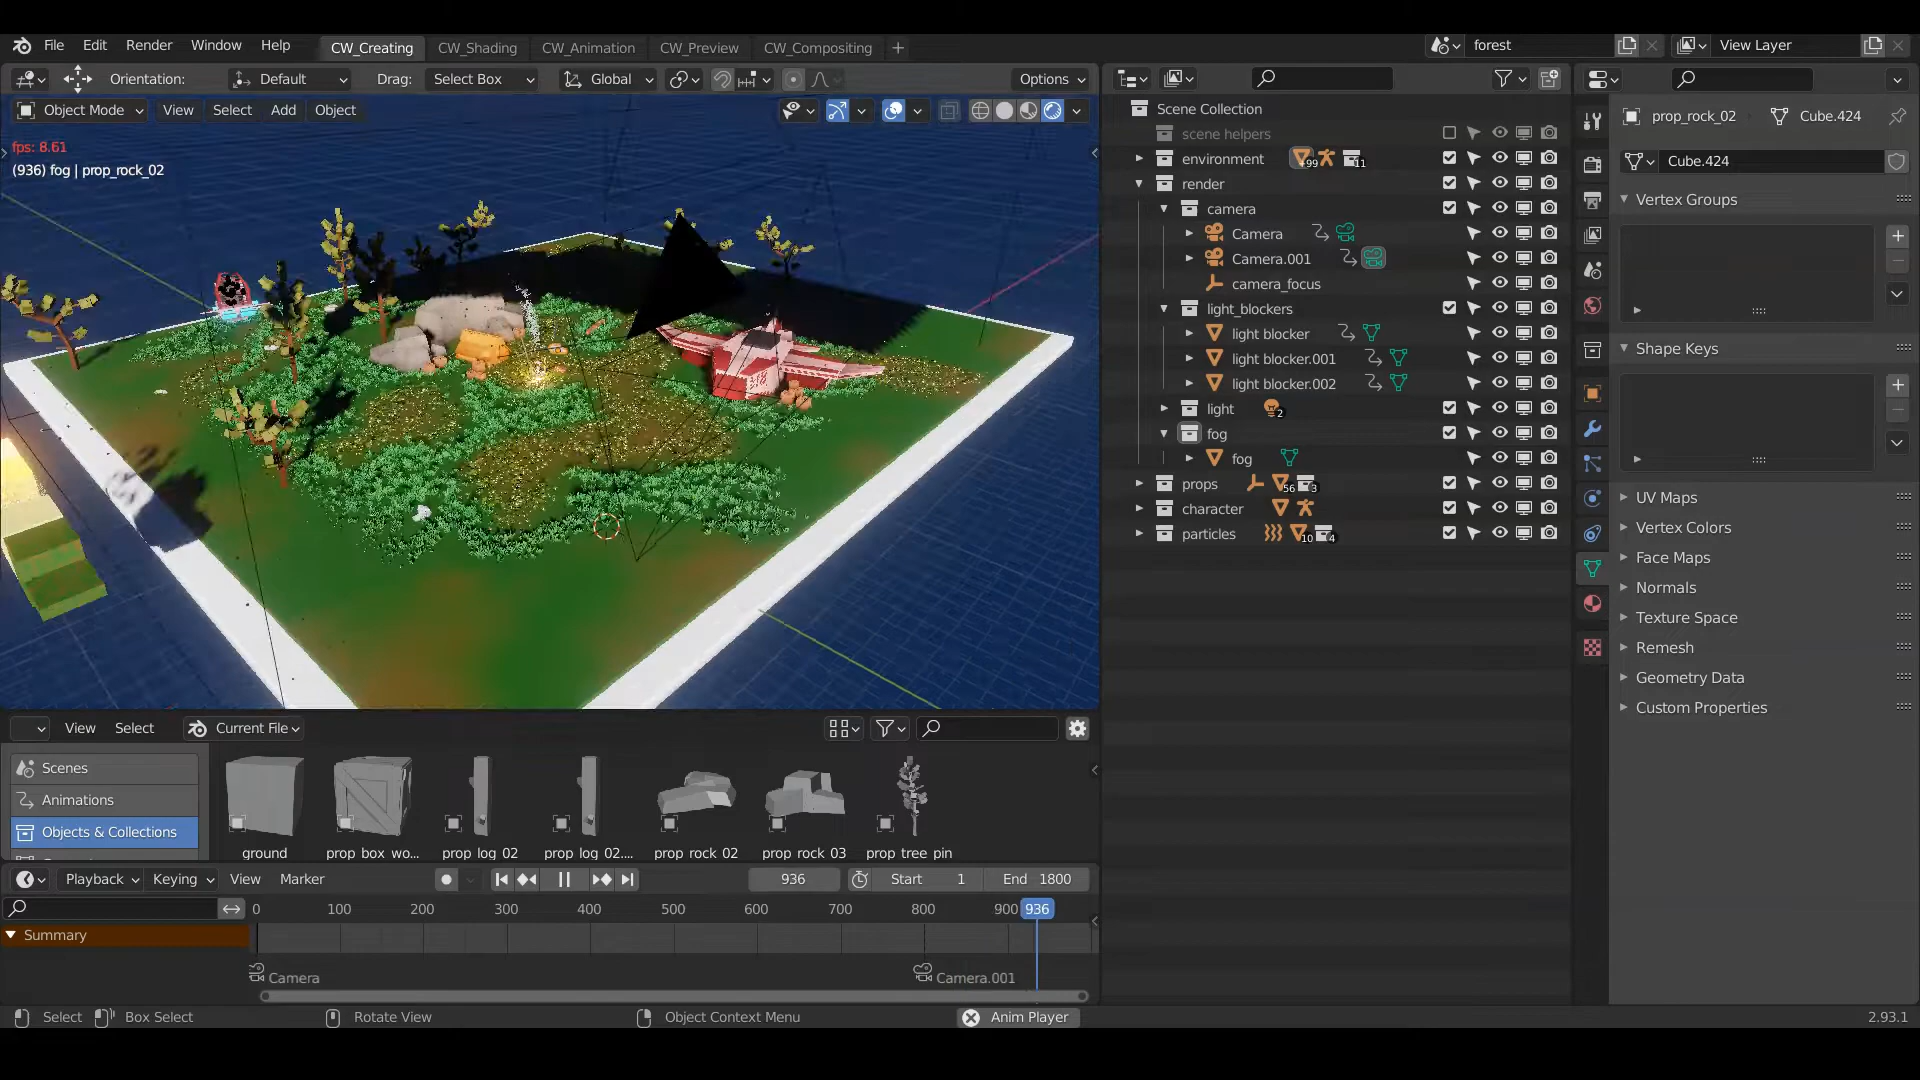 File Edit Render Window Help CW_Creating CW_Shading CW_Animation CW_Preview CW_Compositing forest View Layer
Orientation: Default Drag: Select Box Global Options
Object Mode View Select Add Object
fps: 8.61
(936) fog | prop_rock_02
Scene Collection
scene helpers
environment +99 11
render
camera
Camera
Camera.001
camera_focus
light_blockers
light blocker
light blocker.001
light blocker.002
light 2
fog
fog
props 56 3
character
particles 10 4
prop_rock_02 Cube.424
Cube.424
Vertex Groups
Shape Keys
UV Maps
Vertex Colors
Face Maps
Normals
Texture Space
Remesh
Geometry Data
Custom Properties
View Select Current File
Scenes
Animations
Objects & Collections
ground prop box wo... prop log 02 prop log 02.... prop rock 02 prop rock 03 prop tree pin
Playback Keying View Marker 936 Start 1 End 1800
0 100 200 300 400 500 600 700 800 900 936
Summary
Camera Camera.001
Select Box Select Rotate View Object Context Menu Anim Player 2.93.1